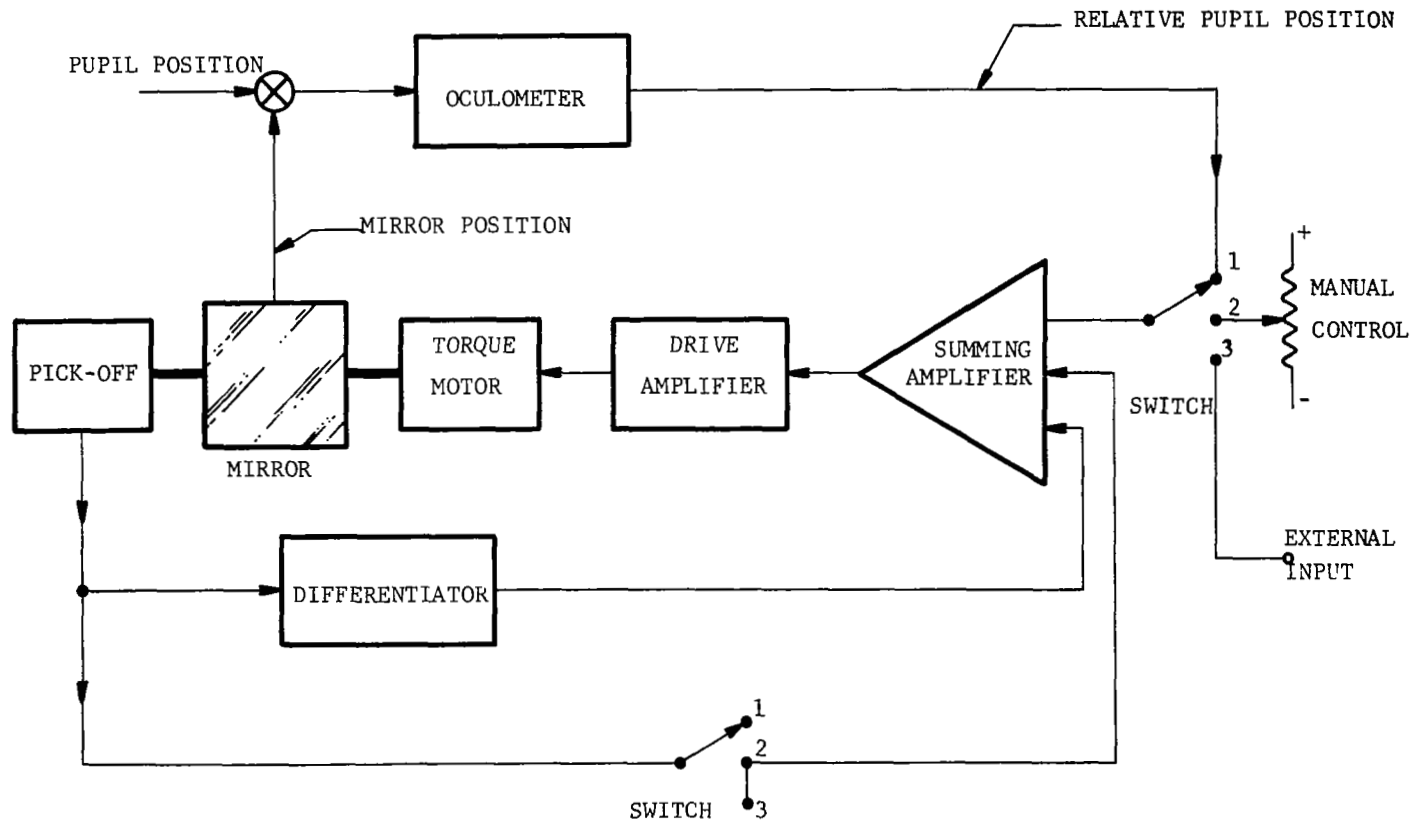 RELATIVE PUPIL POSITION
PUPIL POSITION
OCULOMETER
MIRROR POSITION
1
+
MANUAL
CONTROL
2
3
-
SWITCH
PICK-OFF
MIRROR
TORQUE
MOTOR
DRIVE
AMPLIFIER
SUMMING
AMPLIFIER
EXTERNAL
INPUT
DIFFERENTIATOR
1
2
3
SWITCH